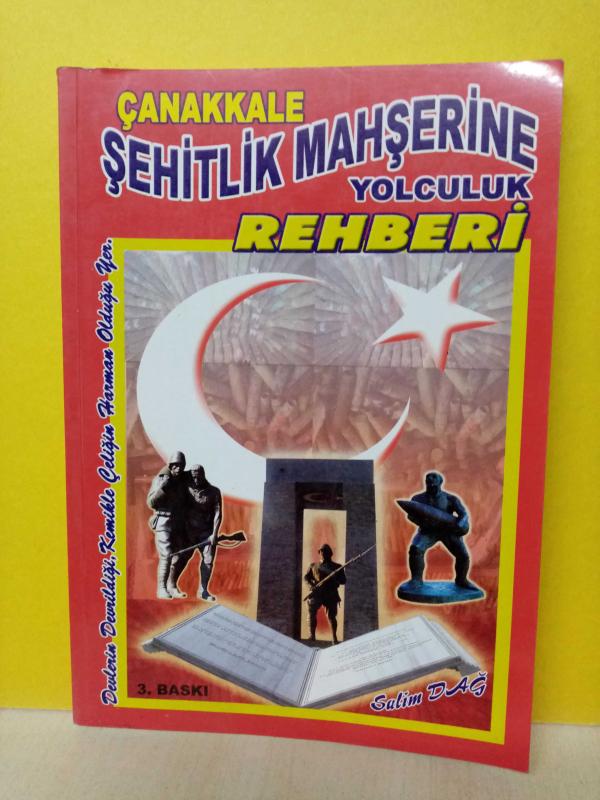 ÇANAKKALE
ŞEHİTLİK MAHŞERİNE
YOLCULUK
REHBERİ
Devlerin Devrildiği, Kemikle Çeliğin Harman Olduğu Yer.
3. BASKI
Salim DAĞ